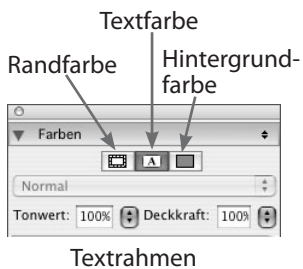 Textfarbe
Randfarbe
Hintergrund-
farbe
Farben
A
Normal
Tonwert: 100% Deckkraft: 100%
Textrahmen